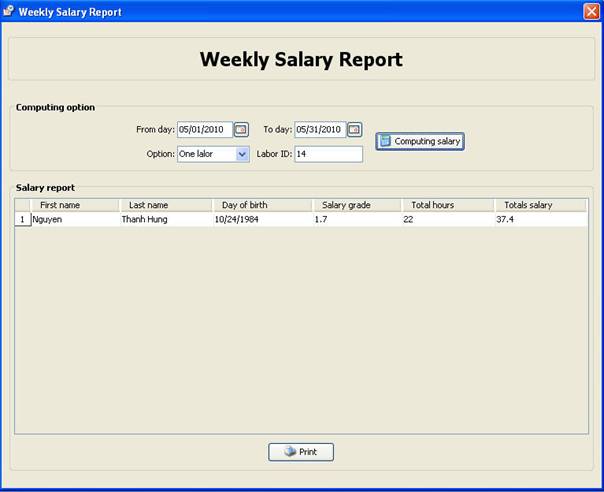 Weekly Salary Report
Weekly Salary Report
Computing option
From day: 05/01/2010 To day: 05/31/2010
Computing salary
Option: One lalor Labor ID: 14
Salary report
First name Last name Day of birth Salary grade Total hours Totals salary
1 Nguyen Thanh Hung 10/24/1984 1.7 22 37.4
Print